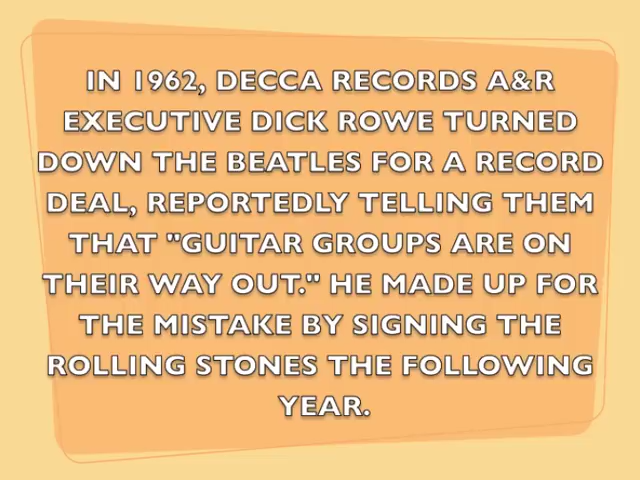 IN 1962, DECCA RECORDS A&R
EXECUTIVE DICK ROWE TURNED
DOWN THE BEATLES FOR A RECORD
DEAL, REPORTEDLY TELLING THEM
THAT "GUITAR GROUPS ARE ON
THEIR WAY OUT." HE MADE UP FOR
THE MISTAKE BY SIGNING THE
ROLLING STONES THE FOLLOWING
YEAR.